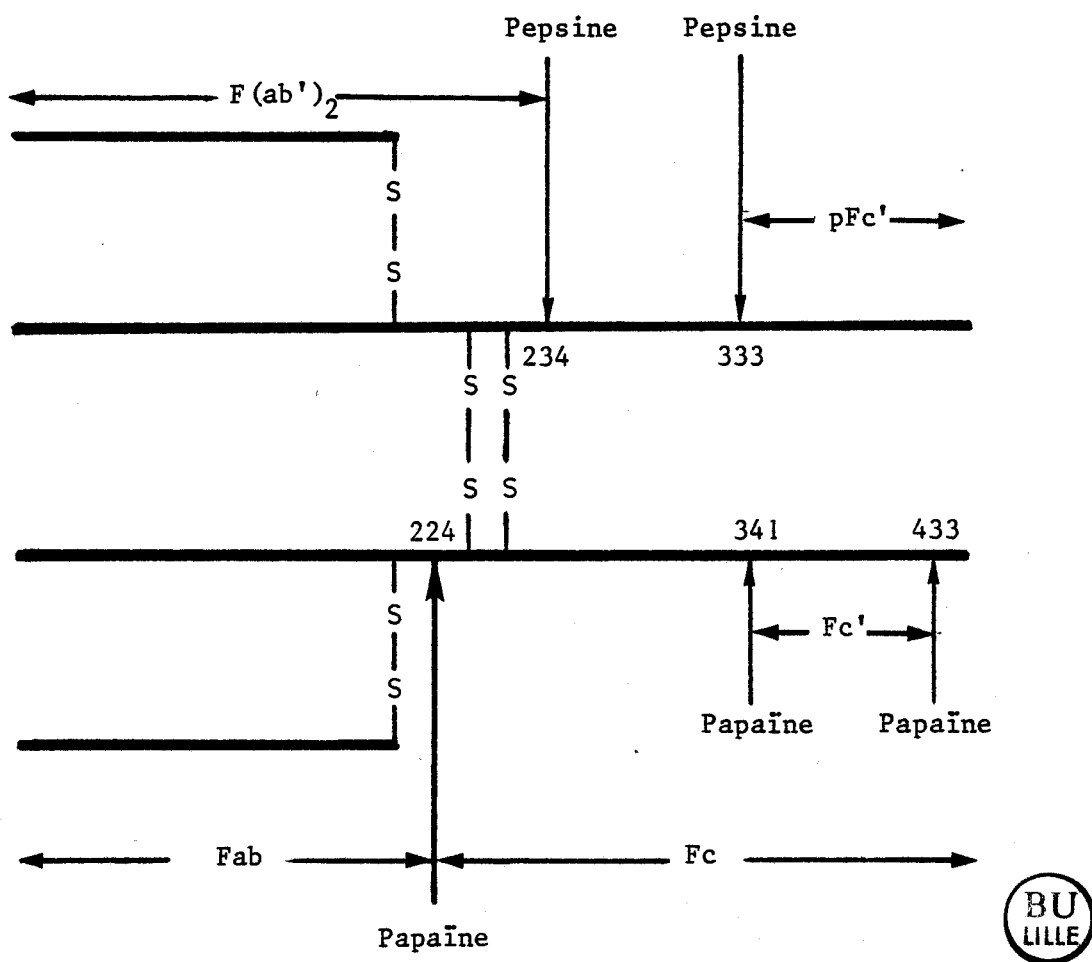 Pepsine Pepsine
F(ab')2
S
S
pFc'
234 333
S S
S S
224 341 433
S
S
Fc'
Papaïne Papaïne
Fab Fc
Papaïne
BU
LILLE